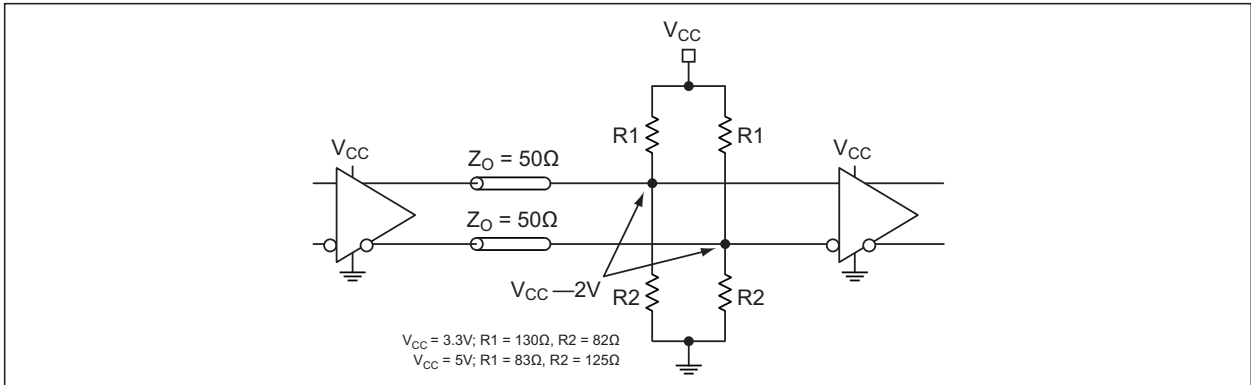 V_CC
R1
R1
V_CC
Z_O = 50Ω
V_CC
Z_O = 50Ω
V_CC —2V
R2
R2
V_CC = 3.3V; R1 = 130Ω, R2 = 82Ω
V_CC = 5V; R1 = 83Ω, R2 = 125Ω